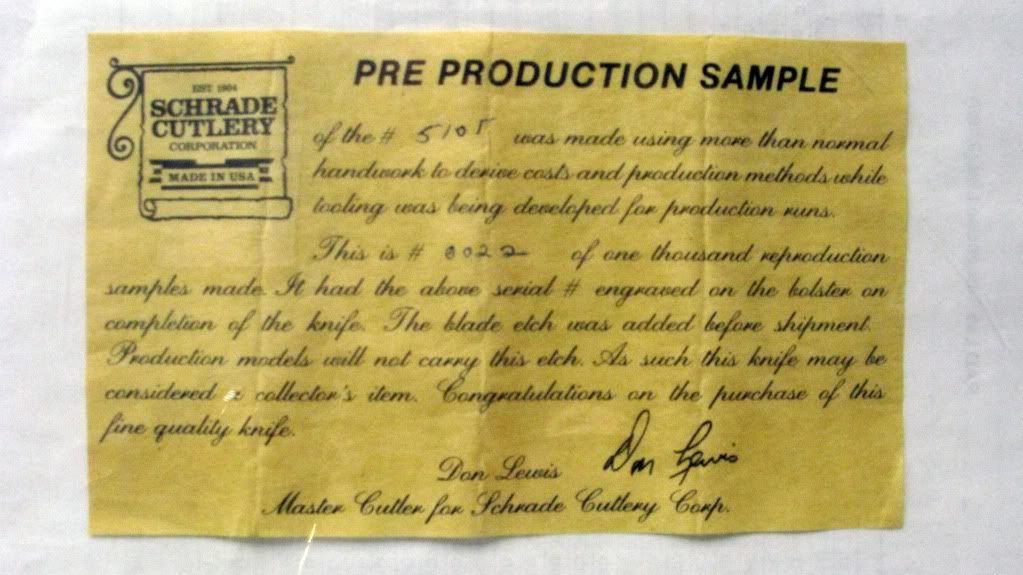 PRE PRODUCTION SAMPLE
EST 1904
SCHRADE
CUTLERY
CORPORATION
MADE IN USA
of the # 510T was made using more than normal
handwork to derive costs and production methods while
tooling was being developed for production runs.
This is # 0022 of one thousand reproduction
samples made. It had the above serial # engraved on the bolster on
completion of the knife. The blade etch was added before shipment.
Production models will not carry this etch. As such this knife may be
considered a collector's item. Congratulations on the purchase of this
fine quality knife.
Don Lewis Don Lewis
Master Cutler for Schrade Cutlery Corp.